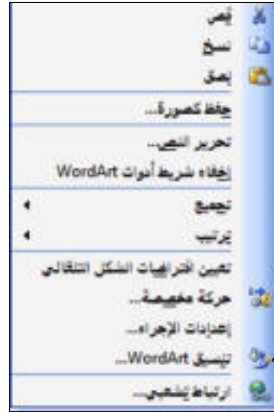 قص
نسخ
لصق
حفظ كصورة...
تحرير النص...
إخفاء شريط أدوات WordArt
تجميع
ترتيب
تعيين افتراضيات الشكل التلقائي
حركة مخصصة...
إعدادات الإجراء...
تنسيق WordArt...
ارتباط تشعبي...